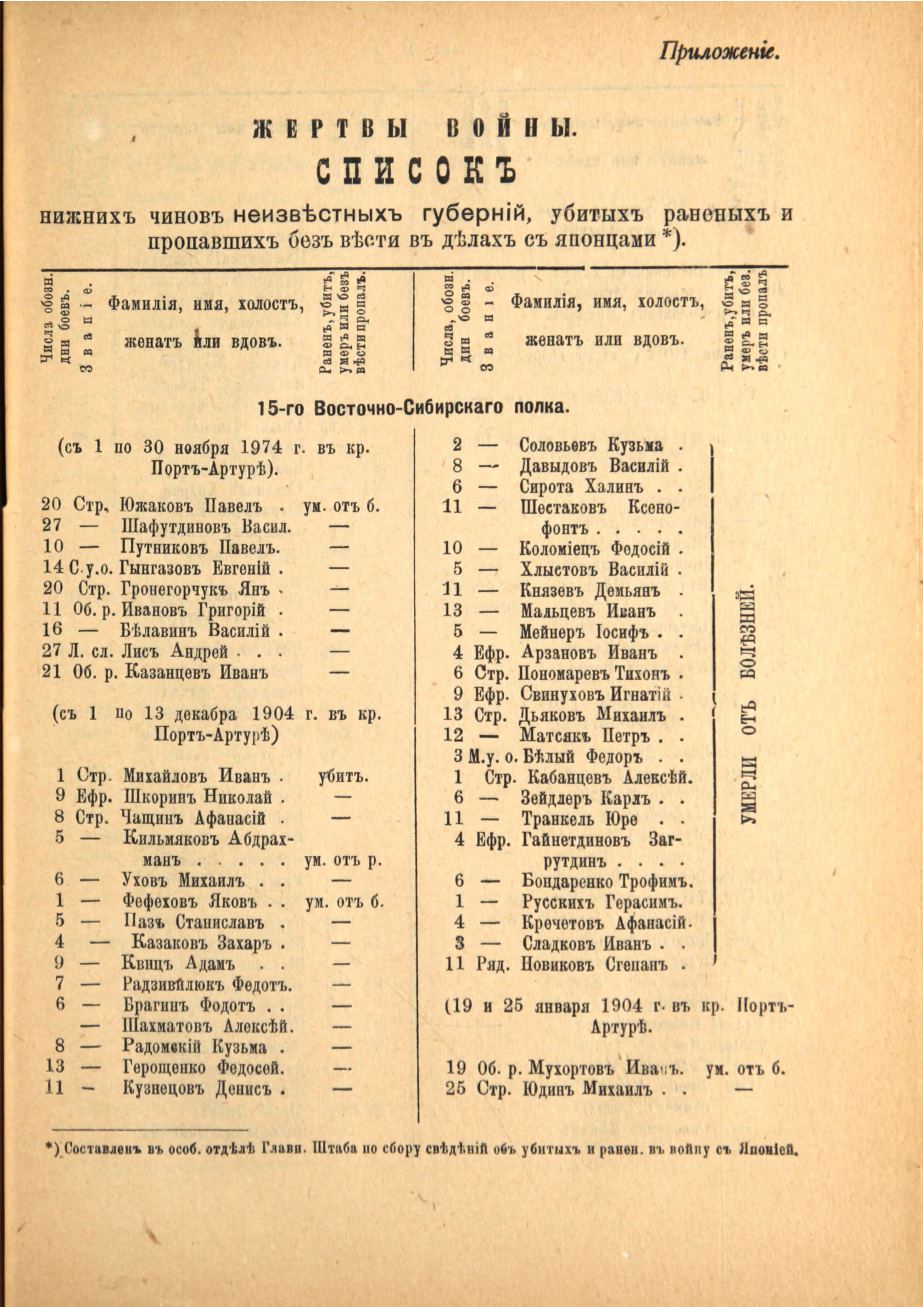 Приложеніе.
ЖЕРТВЫ ВОЙНЫ.
СПИСОКЪ
нижнихъ чиновъ неизвѣстныхъ губерній, убитыхъ раненыхъ и
пропавшихъ безъ вѣсти въ дѣлахъ съ японцами *).
Числа обозн.
дни боевъ.
Званіе.
Фамилія, имя, холостъ,
женатъ или вдовъ.
Раненъ, убитъ,
умеръ или безъ
вѣсти пропалъ.
Числа, обозн.
дни боевъ.
Званіе.
Фамилія, имя, холостъ,
женатъ или вдовъ.
Раненъ, убитъ,
умеръ или без.
вѣсти пропалъ
15-го Восточно-Сибирскаго полка.
(съ 1 по 30 ноября 1974 г. въ кр.
Портъ-Артурѣ).
20 Стр. Южаковъ Павелъ . ум. отъ б.
27 — Шафутдиновъ Васил. —
10 — Путниковъ Павелъ. —
14 С.у.о. Гынгазовъ Евгеній . —
20 Стр. Гронегорчукъ Янъ . —
11 Об. р. Ивановъ Григорій . —
16 — Бѣлавинъ Василій . —
27 Л. сл. Лисъ Андрей . . . —
21 Об. р. Казанцевъ Иванъ —
(съ 1 по 13 декабра 1904 г. въ кр.
Портъ-Артурѣ)
1 Стр. Михайловъ Иванъ . убитъ.
9 Ефр. Шкоринъ Николай . —
8 Стр. Чащинъ Афанасій . —
5 — Кильмяковъ Абдрах-
манъ . . . . . ум. отъ р.
6 — Уховъ Михаилъ . . —
1 — Фефеховъ Яковъ . . ум. отъ б.
5 — Пазъ Станиславъ . —
4 — Казаковъ Захаръ . —
9 — Квицъ Адамъ . . —
7 — Радзивилюкъ Федотъ. —
6 — Брагинъ Фодотъ . . —
— Шахматовъ Алексѣй. —
8 — Радомскій Кузьма . —
13 — Герощенко Федосей. —
11 — Кузнецовъ Денисъ . —
2 — Соловьевъ Кузьма .
8 — Давыдовъ Василій .
6 — Сирота Халинъ . .
11 — Шестаковъ Ксено-
фонтъ . . . . .
10 — Коломіецъ Федосій .
5 — Хлыстовъ Василій .
11 — Князевъ Демьянъ .
13 — Мальцевъ Иванъ .
5 — Мейнеръ Іосифъ . .
4 Ефр. Арзановъ Иванъ .
6 Стр. Пономаревъ Тихонъ .
9 Ефр. Свинуховъ Игнатій .
13 Стр. Дьяковъ Михаилъ .
12 — Матсякъ Петръ . .
3 М.у.о. Бѣлый Федоръ . .
1 Стр. Кабанцевъ Алексѣй.
6 — Зейдлеръ Карлъ . .
11 — Транкель Юре . .
4 Ефр. Гайнетдиновъ Заг-
рутдинъ . . . .
6 — Бондаренко Трофимъ.
1 — Русскихъ Герасимъ.
4 — Кречетовъ Афанасій.
3 — Сладковъ Иванъ . .
11 Ряд. Новиковъ Степанъ .
УМЕРЛИ ОТЪ БОЛѢЗНЕЙ.
(19 и 25 января 1904 г. въ кр. Портъ-
Артурѣ.
19 Об. р. Мухортовъ Иванъ. ум. отъ б.
25 Стр. Юдинъ Михаилъ . . —
*) Составленъ въ особ. отдѣлѣ Главн. Штаба по сбору свѣдѣній объ убитыхъ и ранен. въ войну съ Японіей.